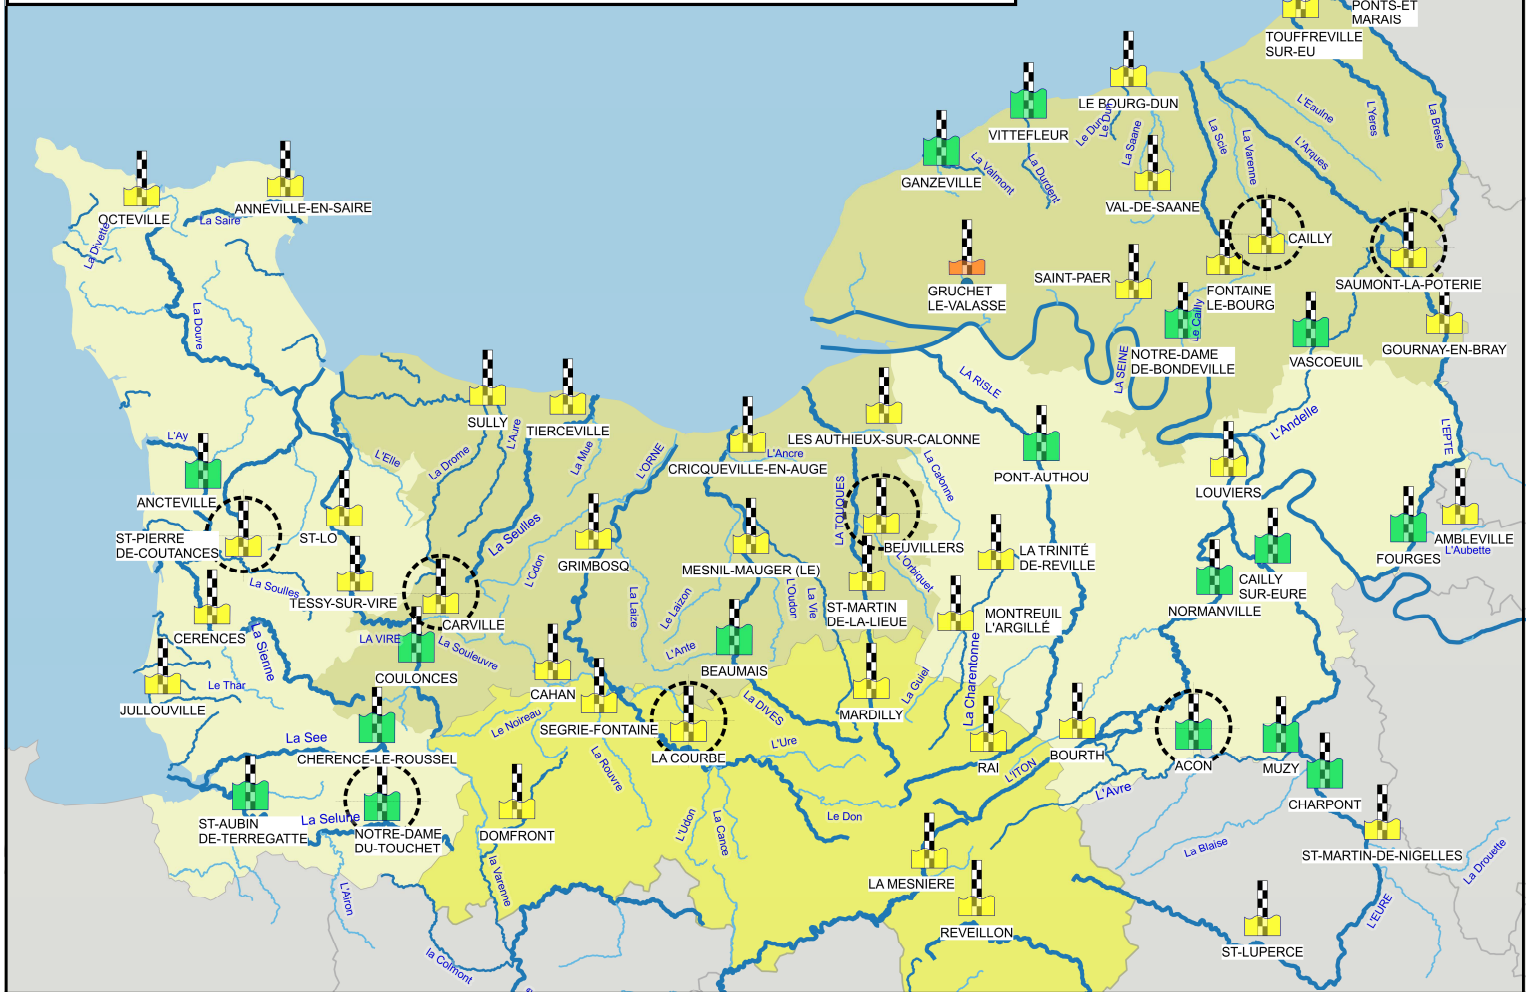 PONTS-ET
MARAIS
TOUFFREVILLE
SUR-EU
LE BOURG-DUN
VITTEFLEUR
GANZEVILLE
VAL-DE-SAANE
L'Eaulne
L'Yeres
La Bresle
L'Arques
La Scie
La Varenne
La Saane
Le Dun
Le Dun
La Durdent
La Valmont
OCTEVILLE
ANNEVILLE-EN-SAIRE
La Saire
La Divette
La Douve
CAILLY
SAUMONT-LA-POTERIE
FONTAINE
LE-BOURG
SAINT-PAER
GRUCHET
LE-VALASSE
Le Cailly
NOTRE-DAME
DE-BONDEVILLE
VASCOEUIL
GOURNAY-EN-BRAY
LA SEINE
LA RISLE
L'Andelle
L'EPTE
SULLY
TIERCEVILLE
L'Aure
La Mue
L'ORNE
La Drome
L'Elle
L'Ay
CRICQUEVILLE-EN-AUGE
L'Ancre
LES AUTHIEUX-SUR-CALONNE
La Calonne
PONT-AUTHOU
LOUVIERS
ANCTEVILLE
ST-PIERRE
DE-COUTANCES
ST-LO
La Soulles
TESSY-SUR-VIRE
CERENCES
La Sienne
LA VIRE
CARVILLE
La Souleuvre
COULONCES
La Seulles
L'Odon
GRIMBOSQ
MESNIL-MAUGER (LE)
La Laize
Le Laizon
L'Oudon
La Vie
L'Ante
BEAUMAIS
LA TOUQUES
BEUVILLERS
L'Orbiquet
ST-MARTIN
DE-LA-LIEUE
LA TRINITÉ
DE-REVILLE
MONTREUIL
L'ARGILLÉ
La Charentonne
La Guiel
NORMANVILLE
CAILLY
SUR-EURE
FOURGES
AMBLEVILLE
L'Aubette
JULLOUVILLE
Le Thar
La See
CHERENCE-LE-ROUSSEL
ST-AUBIN
DE-TERREGATTE
La Selune
NOTRE-DAME
DU-TOUCHET
L'Airon
CAHAN
Le Noireau
SEGRIE-FONTAINE
La Rouvre
LA COURBE
La DIVES
L'Ure
MARDILLY
RAI
L'ITON
BOURTH
ACON
MUZY
CHARPONT
L'Avre
DOMFRONT
la Varenne
la Colmont
L'Udon
La Cance
Le Don
LA MESNIERE
REVEILLON
La Blaise
ST-MARTIN-DE-NIGELLES
La Drouette
L'EURE
ST-LUPERCE